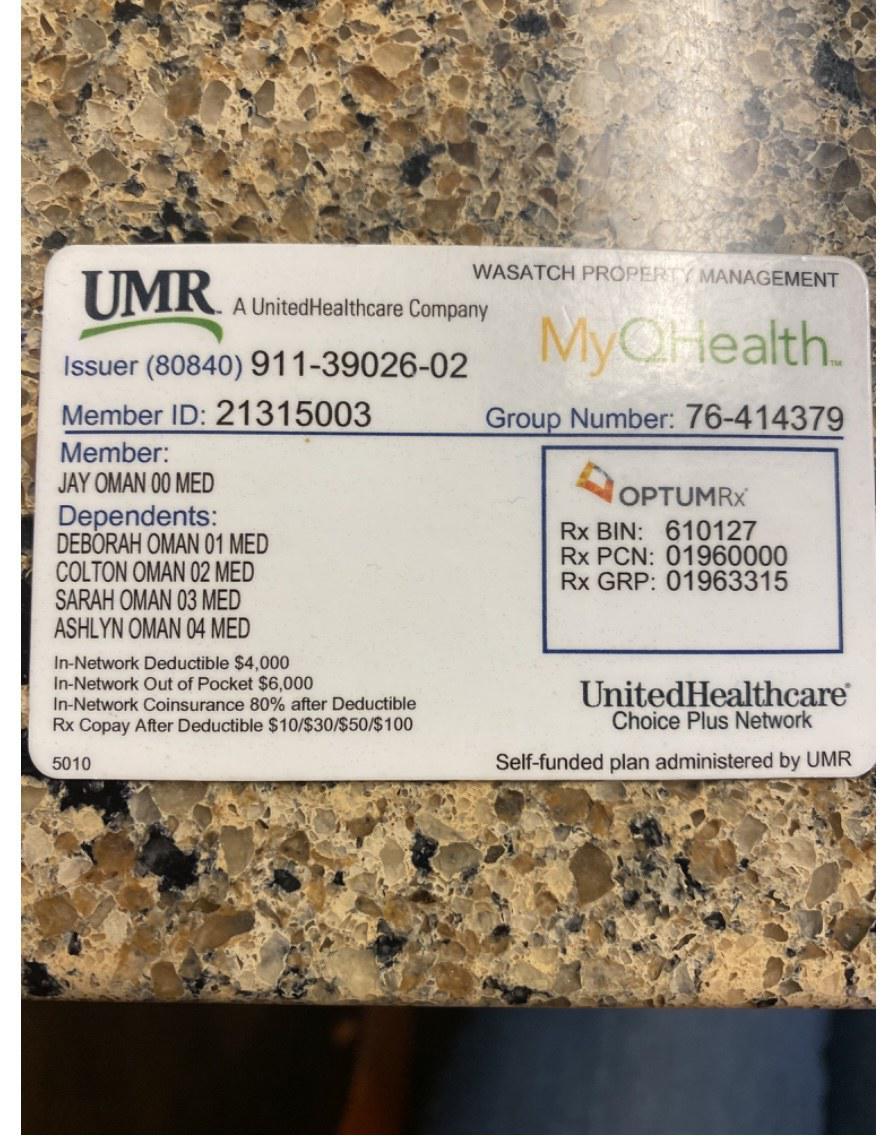 UMR
A UnitedHealthcare Company
WASATCH PROPERTY MANAGEMENT
MyQHealth™
Issuer (80840) 911-39026-02
Member ID: 21315003
Group Number: 76-414379
Member:
JAY OMAN 00 MED
Dependents:
DEBORAH OMAN 01 MED
COLTON OMAN 02 MED
SARAH OMAN 03 MED
ASHLYN OMAN 04 MED
OPTUMRx®
Rx BIN: 610127
Rx PCN: 01960000
Rx GRP: 01963315
In-Network Deductible $4,000
In-Network Out of Pocket $6,000
In-Network Coinsurance 80% after Deductible
Rx Copay After Deductible $10/$30/$50/$100
UnitedHealthcare®
Choice Plus Network
5010
Self-funded plan administered by UMR